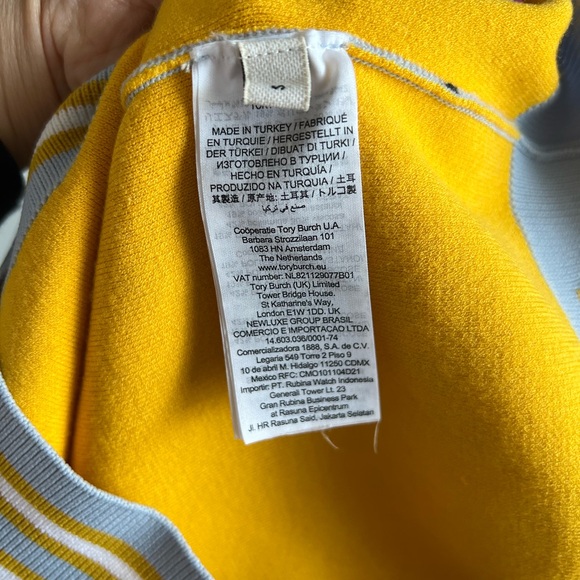 S
MADE IN TURKEY / FABRIQUÉ
EN TURQUIE / HERGESTELLT IN
DER TÜRKEI / DIBUAT DI TURKI /
ИЗГОТОВЛЕНО В ТУРЦИИ /
HECHO EN TURQUÍA /
PRODUZIDO NA TURQUIA / 土耳
其製造 / 原产地: 土耳其 / トルコ製
صنع في تركيا
Coöperatie Tory Burch U.A
Barbara Strozzilaan 101
1083 HN Amsterdam
The Netherlands
www.toryburch.eu
VAT number: NL821129077B01
Tory Burch (UK) Limited
Tower Bridge House.
St Katharine's Way,
London E1W 1DD. UK
NEWLUXE GROUP BRASIL
COMERCIO E IMPORTACAO LTDA
14.603.036/0001-74
Comercializadora 1888, S.A. de C.V.
Legaria 549 Torre 2 Piso 9
10 de abril M. Hidalgo 11250 CDMX
Mexico RFC: CMO101104D21
Importir: PT. Rubina Watch Indonesia
General Tower Lt. 23
Gran Rubina Business Park
at Rasuna Epicentrum
Jl. HR Rasuna Said, Jakarta Selatan